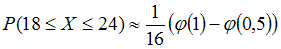 P(18 ≤ X ≤ 24) ≈ 1/16 (φ(1) − φ(0,5))